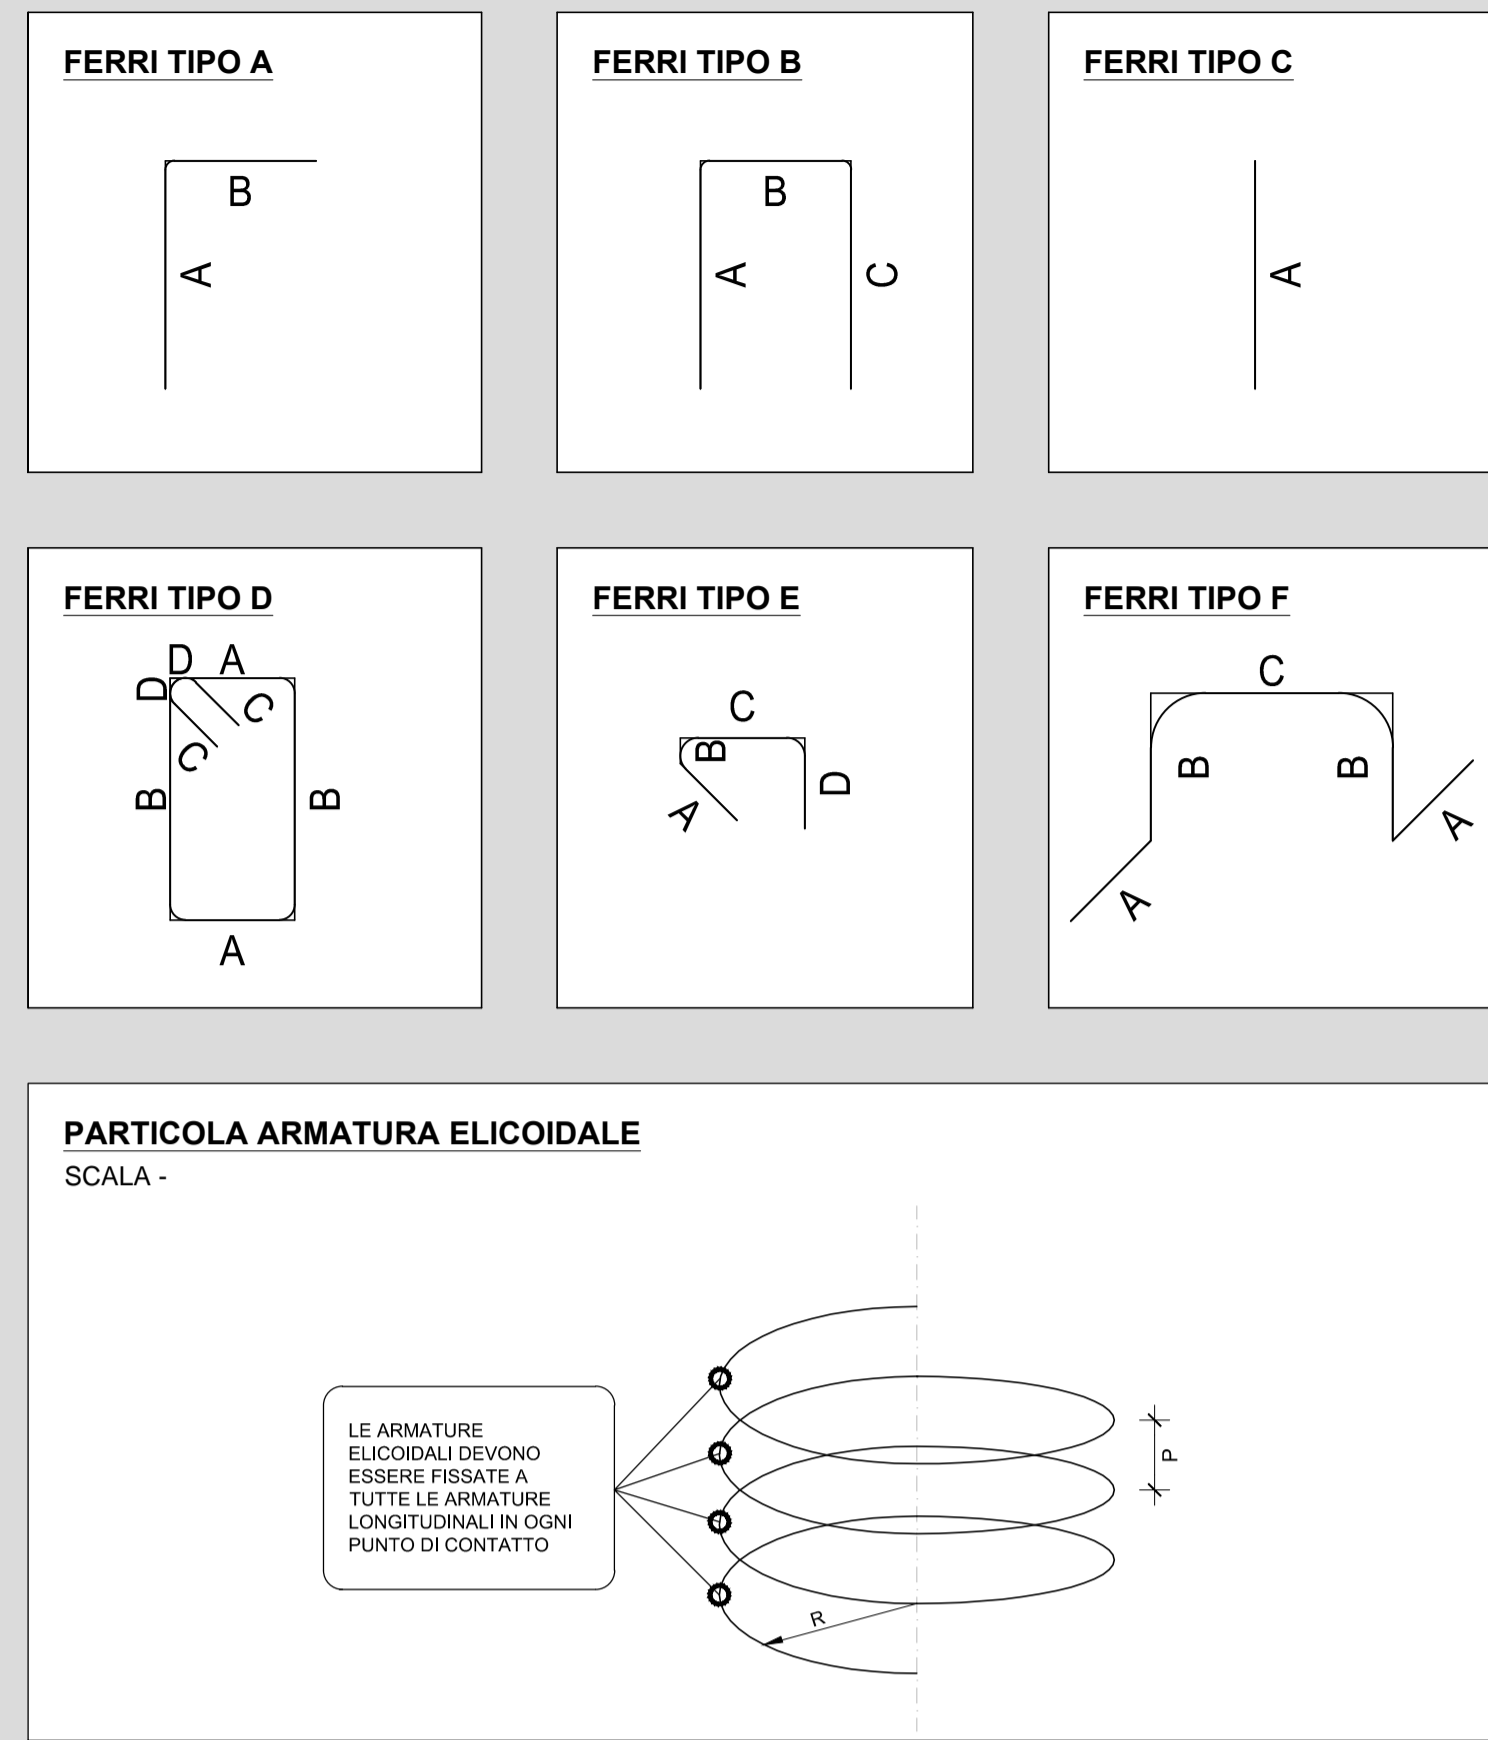 FERRI TIPO A
B
A
FERRI TIPO B
B
A
C
FERRI TIPO C
A
FERRI TIPO D
D A
D
C
C
B
B
A
FERRI TIPO E
C
B
A
D
FERRI TIPO F
C
B
B
A
A
PARTICOLA ARMATURA ELICOIDALE
SCALA -
LE ARMATURE
ELICOIDALI DEVONO
ESSERE FISSATE A
TUTTE LE ARMATURE
LONGITUDINALI IN OGNI
PUNTO DI CONTATTO
P
R